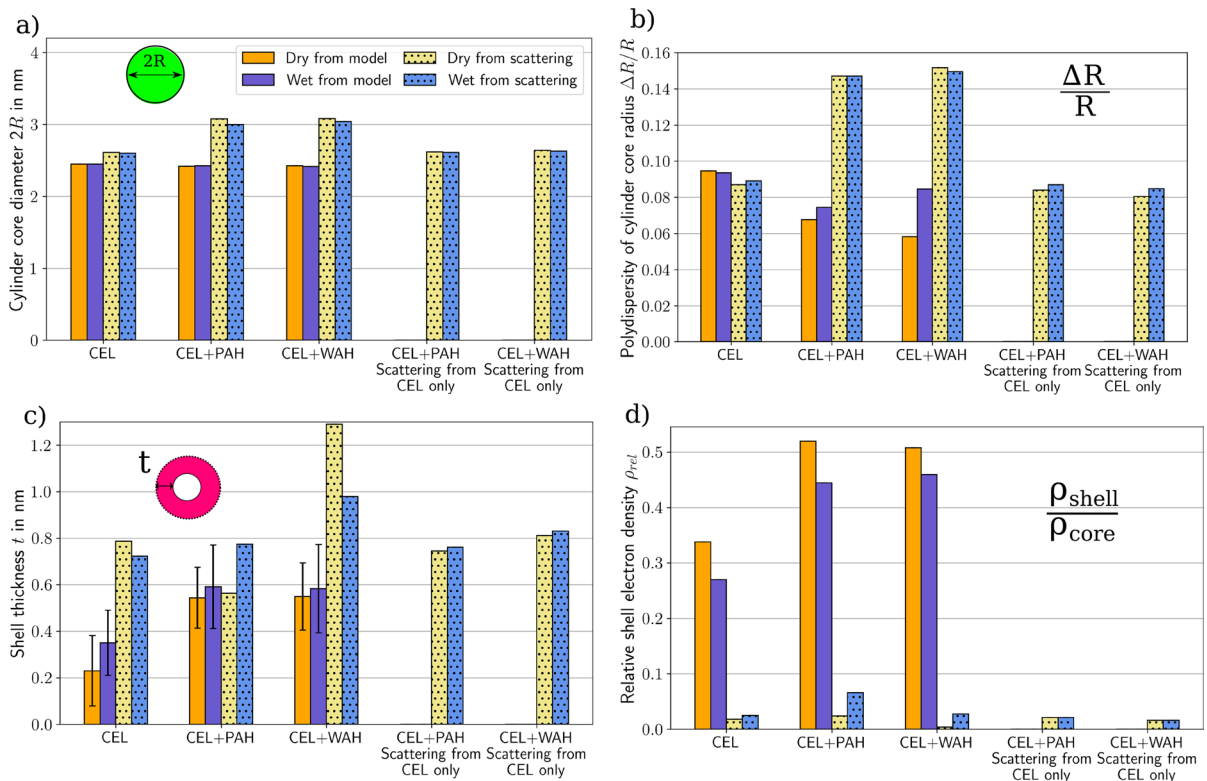 a)
Cylinder core diameter 2R in nm
4
3
2
1
0
2R
Dry from model
Wet from model
Dry from scattering
Wet from scattering
CEL
CEL+PAH
CEL+WAH
CEL+PAH
Scattering from
CEL only
CEL+WAH
Scattering from
CEL only
b)
Polydispersity of cylinder core radius ΔR/R
0.16
0.14
0.12
0.10
0.08
0.06
0.04
0.02
0.00
ΔR
R
CEL
CEL+PAH
CEL+WAH
CEL+PAH
Scattering from
CEL only
CEL+WAH
Scattering from
CEL only
c)
Shell thickness t in nm
1.2
1.0
0.8
0.6
0.4
0.2
0.0
t
CEL
CEL+PAH
CEL+WAH
CEL+PAH
Scattering from
CEL only
CEL+WAH
Scattering from
CEL only
d)
Relative shell electron density ρrel
0.5
0.4
0.3
0.2
0.1
0.0
ρshell
ρcore
CEL
CEL+PAH
CEL+WAH
CEL+PAH
Scattering from
CEL only
CEL+WAH
Scattering from
CEL only